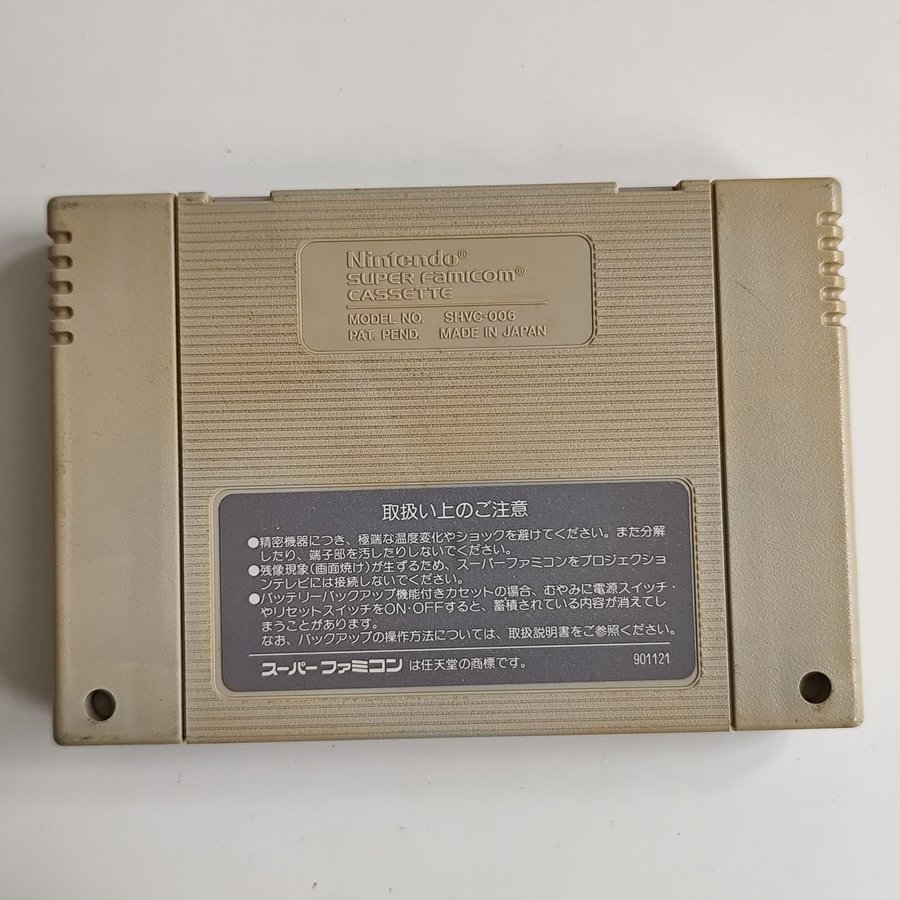 Nintendo®
SUPER FAMICOM®
CASSETTE
MODEL NO. SHVC-006
PAT. PEND. MADE IN JAPAN
取扱い上のご注意
●精密機器につき、極端な温度変化やショックを避けてください。また分解
したり、端子部を汚したりしないでください。
●残像現象(画面焼け)が生ずるため、スーパーファミコンをプロジェクショ
ンテレビには接続しないでください。
●バッテリーバックアップ機能付きカセットの場合、むやみに電源スイッチ・
やリセットスイッチをON・OFFすると、蓄積されている内容が消えてし
まうことがあります。
なお、バックアップの操作方法については、取扱説明書をご参照ください。
スーパーファミコン は任天堂の商標です。 901121